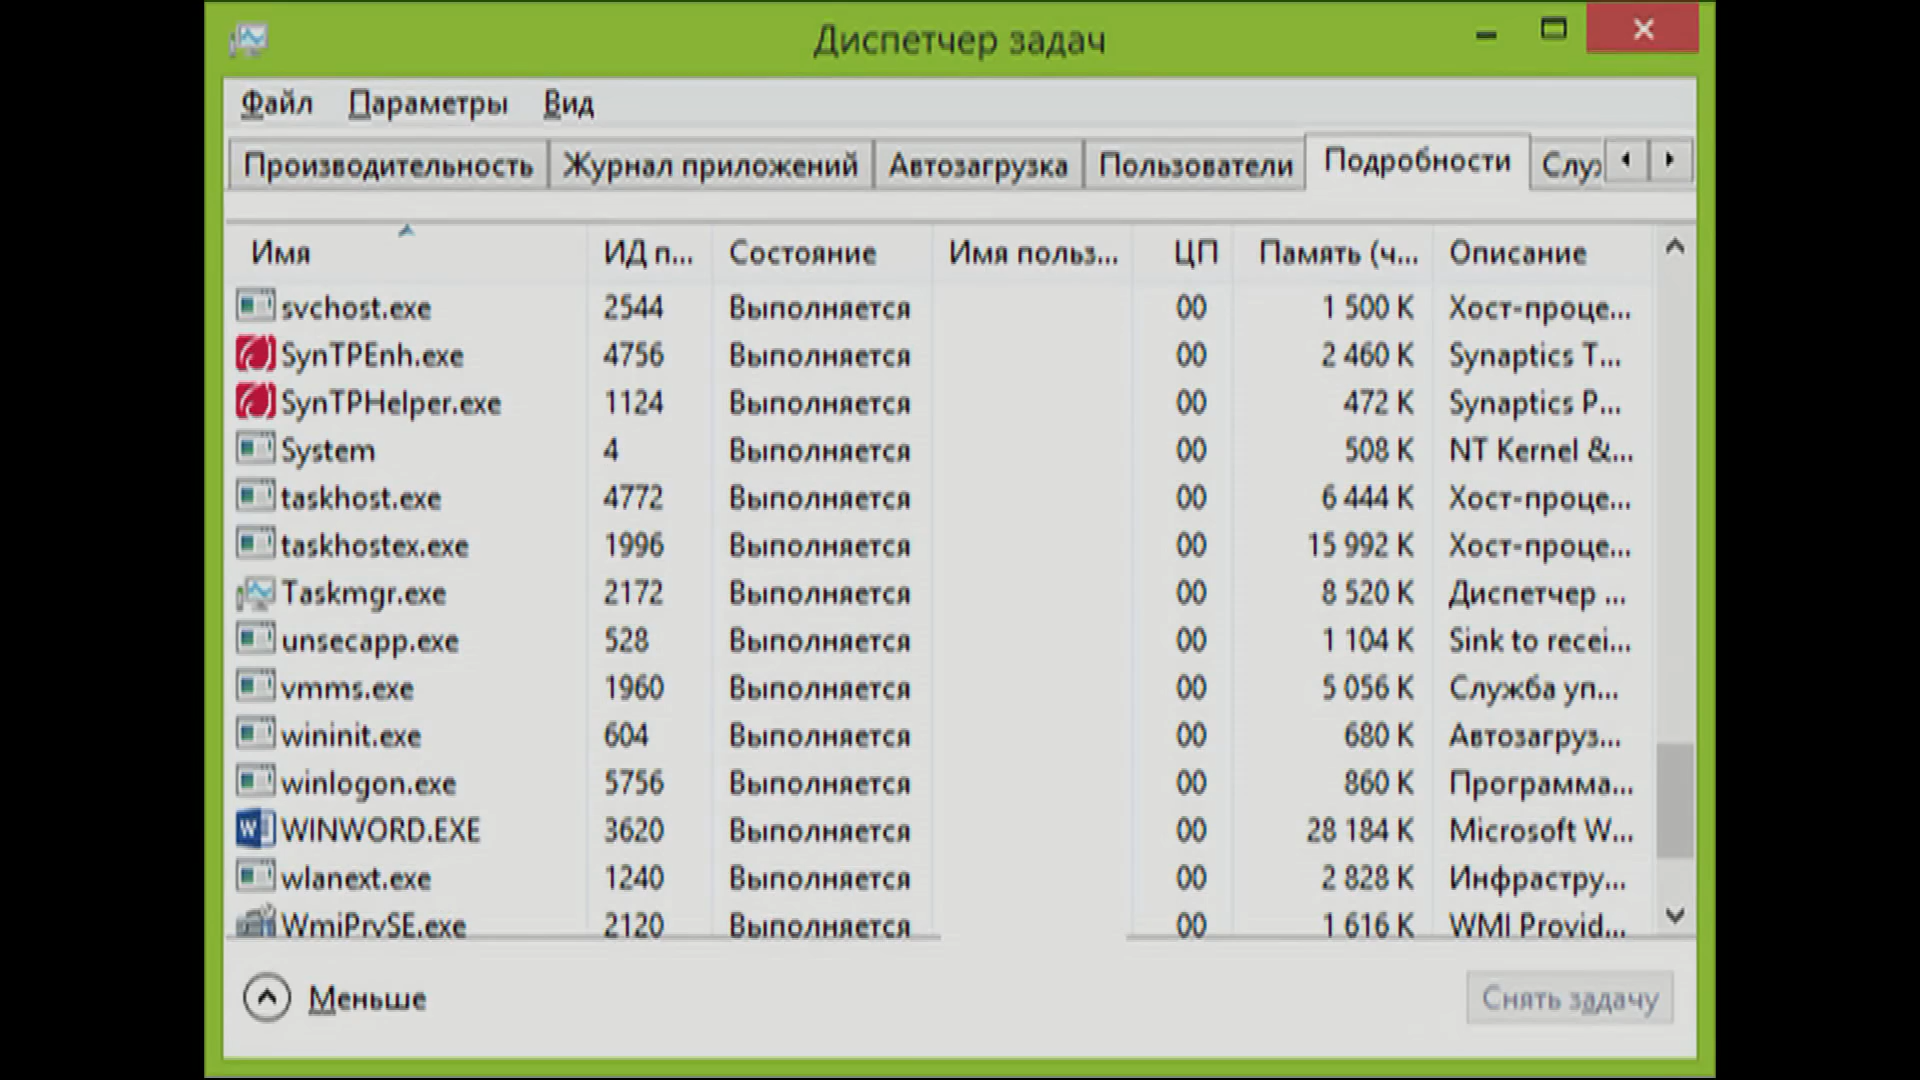 Диспетчер задач
Файл Параметры Вид
Производительность Журнал приложений Автозагрузка Пользователи Подробности Служ
Имя ИД п... Состояние Имя польз... ЦП Память (ч... Описание
svchost.exe 2544 Выполняется 00 1 500 K Хост-проце...
SynTPEnh.exe 4756 Выполняется 00 2 460 K Synaptics T...
SynTPHelper.exe 1124 Выполняется 00 472 K Synaptics P...
System 4 Выполняется 00 508 K NT Kernel &...
taskhost.exe 4772 Выполняется 00 6 444 K Хост-проце...
taskhostex.exe 1996 Выполняется 00 15 992 K Хост-проце...
Taskmgr.exe 2172 Выполняется 00 8 520 K Диспетчер ...
unsecapp.exe 528 Выполняется 00 1 104 K Sink to recei...
vmms.exe 1960 Выполняется 00 5 056 K Служба уп...
wininit.exe 604 Выполняется 00 680 K Автозагруз...
winlogon.exe 5756 Выполняется 00 860 K Программа...
WINWORD.EXE 3620 Выполняется 00 28 184 K Microsoft W...
wlanext.exe 1240 Выполняется 00 2 828 K Инфрастру...
WmiPrvSE.exe 2120 Выполняется 00 1 616 K WMI Provid...
Меньше Снять задачу